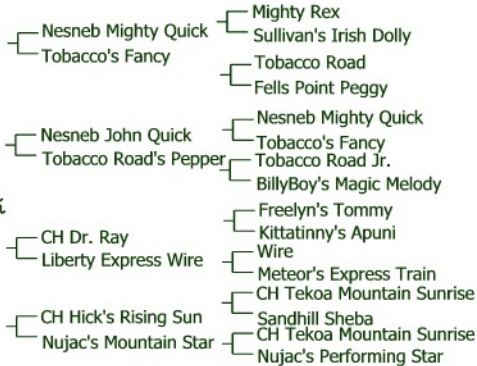 Mighty Rex
Nesneb Mighty Quick
Sullivan's Irish Dolly
Tobacco's Fancy
Tobacco Road
Fells Point Peggy
Nesneb Mighty Quick
Nesneb John Quick
Tobacco's Fancy
Tobacco Road's Pepper
Tobacco Road Jr.
BillyBoy's Magic Melody
Freelyn's Tommy
Kittatinny's Apuni
CH Dr. Ray
Wire
Liberty Express Wire
Meteor's Express Train
CH Tekoa Mountain Sunrise
CH Hick's Rising Sun
Sandhill Sheba
Nujac's Mountain Star
CH Tekoa Mountain Sunrise
Nujac's Performing Star